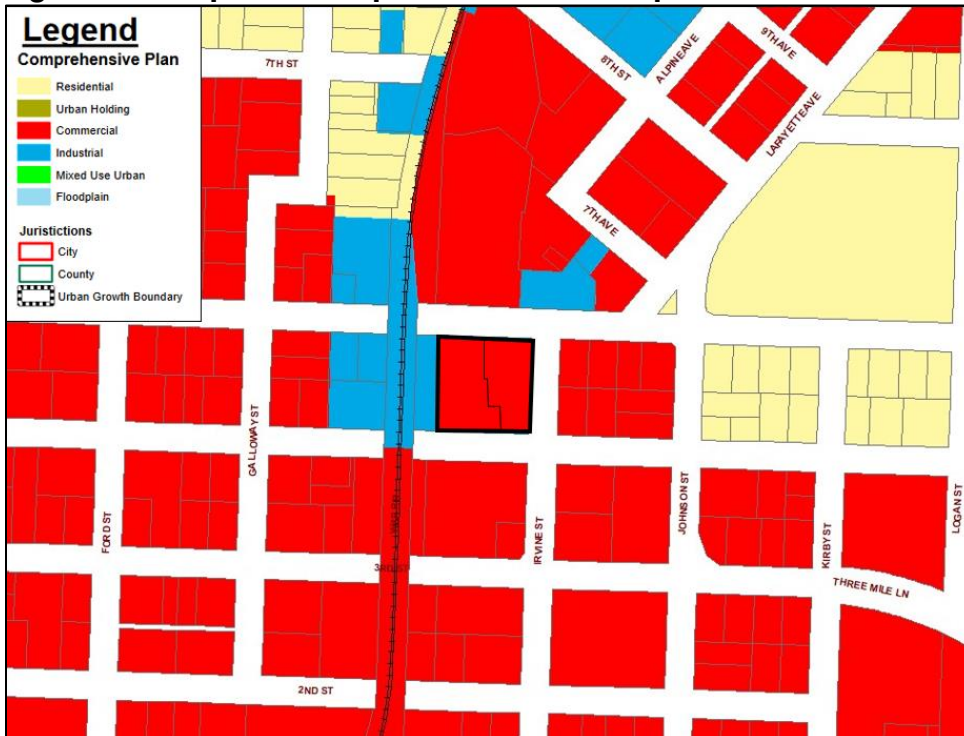 Legend
Comprehensive Plan
Residential
Urban Holding
Commercial
Industrial
Mixed Use Urban
Floodplain
Juristictions
City
County
Urban Growth Boundary
7TH ST
8TH ST
ALPINE AVE
9TH AVE
LAFAYETTE AVE
7TH AVE
GALLOWAY ST
FORD ST
IRVINE ST
JOHNSON ST
KIRBY ST
LOGAN ST
3RD ST
THREE MILE LN
2ND ST